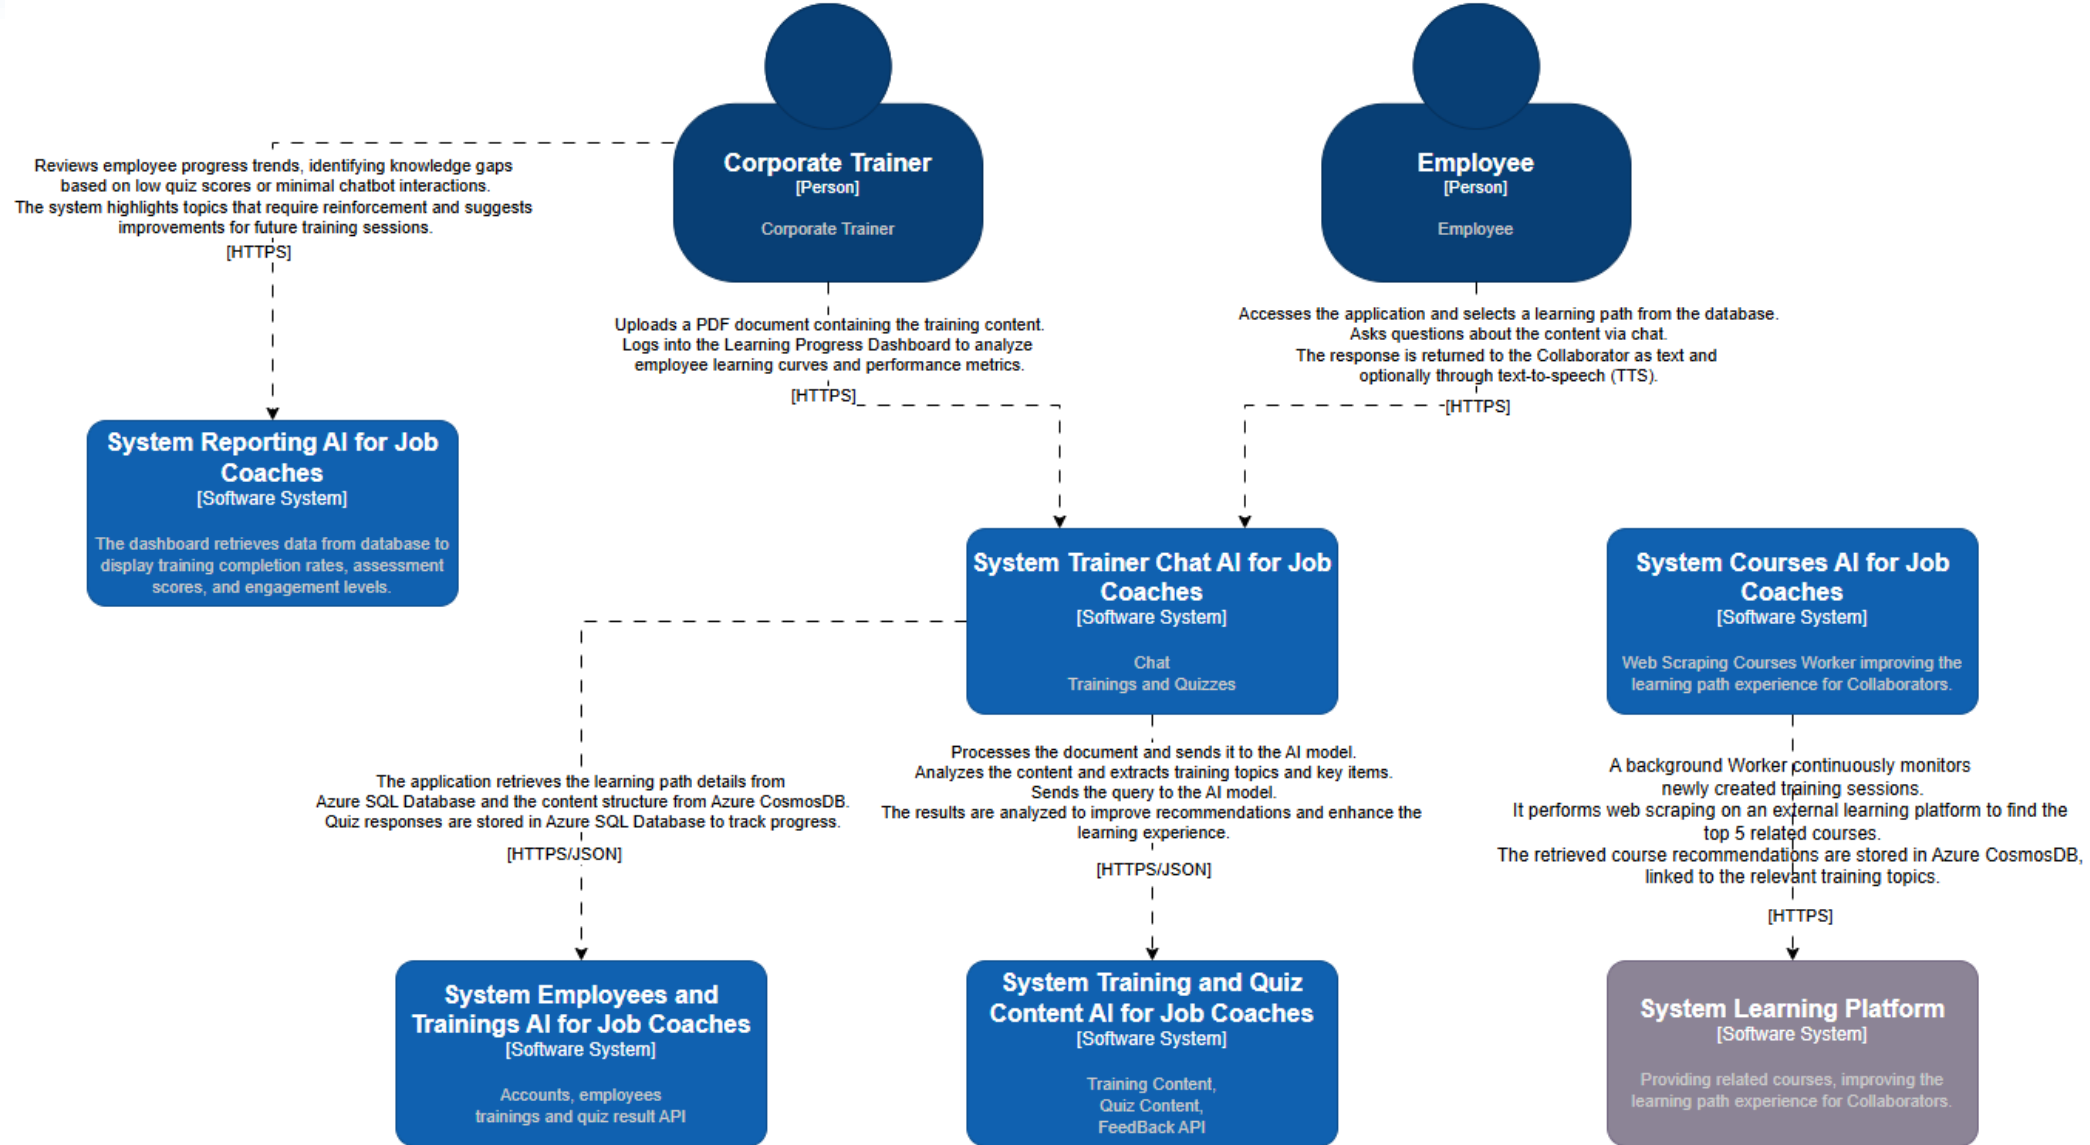 Corporate Trainer
[Person]
Corporate Trainer
Employee
[Person]
Employee
Reviews employee progress trends, identifying knowledge gaps
based on low quiz scores or minimal chatbot interactions.
The system highlights topics that require reinforcement and suggests
improvements for future training sessions.
[HTTPS]
Uploads a PDF document containing the training content.
Logs into the Learning Progress Dashboard to analyze
employee learning curves and performance metrics.
[HTTPS]
Accesses the application and selects a learning path from the database.
Asks questions about the content via chat.
The response is returned to the Collaborator as text and
optionally through text-to-speech (TTS).
[HTTPS]
System Reporting AI for Job
Coaches
[Software System]
The dashboard retrieves data from database to
display training completion rates, assessment
scores, and engagement levels.
System Trainer Chat AI for Job
Coaches
[Software System]
Chat
Trainings and Quizzes
System Courses AI for Job
Coaches
[Software System]
Web Scraping Courses Worker improving the
learning path experience for Collaborators.
The application retrieves the learning path details from
Azure SQL Database and the content structure from Azure CosmosDB.
Quiz responses are stored in Azure SQL Database to track progress.
[HTTPS/JSON]
Processes the document and sends it to the AI model.
Analyzes the content and extracts training topics and key items.
Sends the query to the AI model.
The results are analyzed to improve recommendations and enhance the
learning experience.
[HTTPS/JSON]
A background Worker continuously monitors
newly created training sessions.
It performs web scraping on an external learning platform to find the
top 5 related courses.
The retrieved course recommendations are stored in Azure CosmosDB,
linked to the relevant training topics.
[HTTPS]
System Employees and
Trainings AI for Job Coaches
[Software System]
Accounts, employees
trainings and quiz result API
System Training and Quiz
Content AI for Job Coaches
[Software System]
Training Content,
Quiz Content,
FeedBack API
System Learning Platform
[Software System]
Providing related courses, improving the
learning path experience for Collaborators.